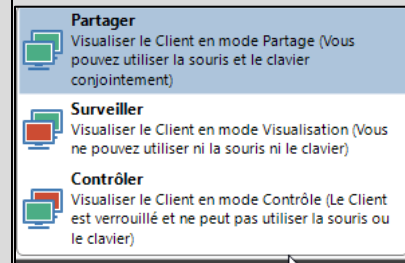 Partager
Visualiser le Client en mode Partage (Vous
pouvez utiliser la souris et le clavier
conjointement)
Surveiller
Visualiser le Client en mode Visualisation (Vous
ne pouvez utiliser ni la souris ni le clavier)
Contrôler
Visualiser le Client en mode Contrôle (Le Client
est verrouillé et ne peut pas utiliser la souris ou
le clavier)